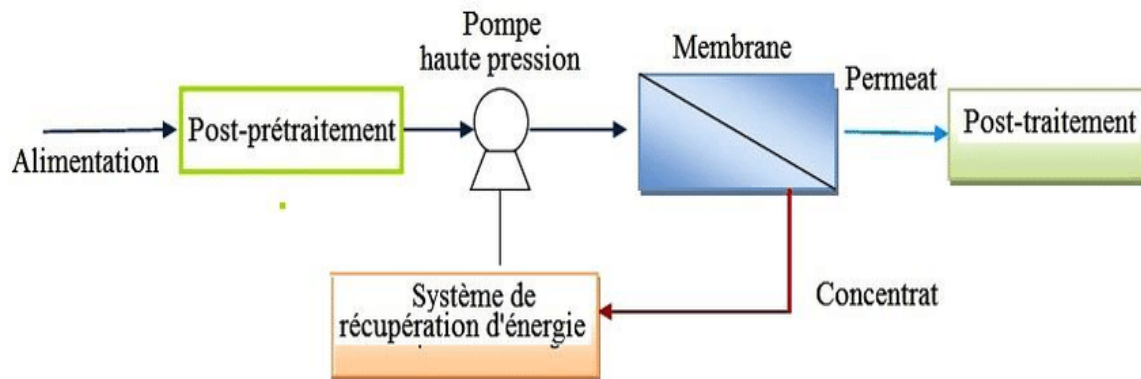 Pompe
haute pression
Membrane
Permeat
Post-prétraitement
Post-traitement
Alimentation
Système de
récupération d'énergie
Concentrat